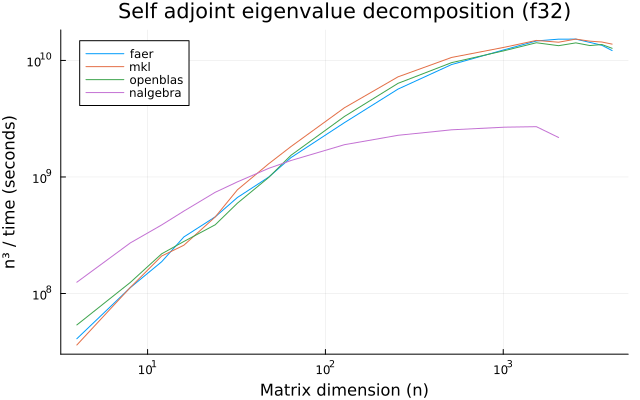 Self adjoint eigenvalue decomposition (f32)
faer
mkl
openblas
nalgebra
10¹⁰
10⁹
10⁸
n³ / time (seconds)
10¹ 10² 10³
Matrix dimension (n)